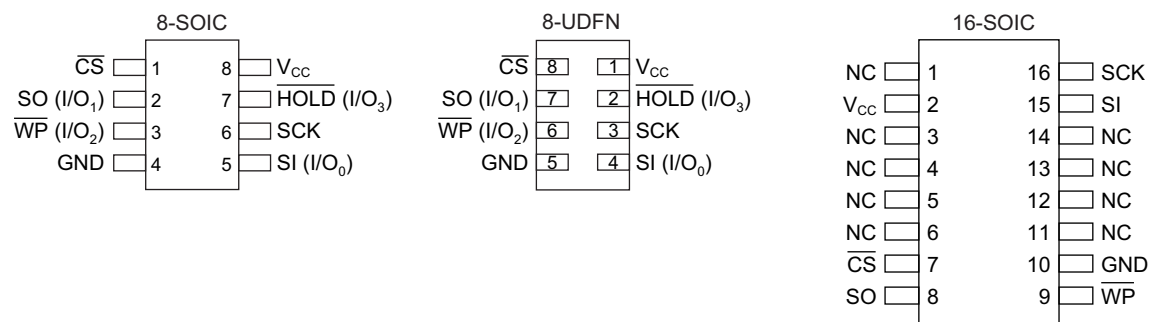 8-SOIC
CS 1 8 VCC
SO (I/O1) 2 7 HOLD (I/O3)
WP (I/O2) 3 6 SCK
GND 4 5 SI (I/O0)
8-UDFN
CS 8 1 VCC
SO (I/O1) 7 2 HOLD (I/O3)
WP (I/O2) 6 3 SCK
GND 5 4 SI (I/O0)
16-SOIC
NC 1 16 SCK
VCC 2 15 SI
NC 3 14 NC
NC 4 13 NC
NC 5 12 NC
NC 6 11 NC
CS 7 10 GND
SO 8 9 WP